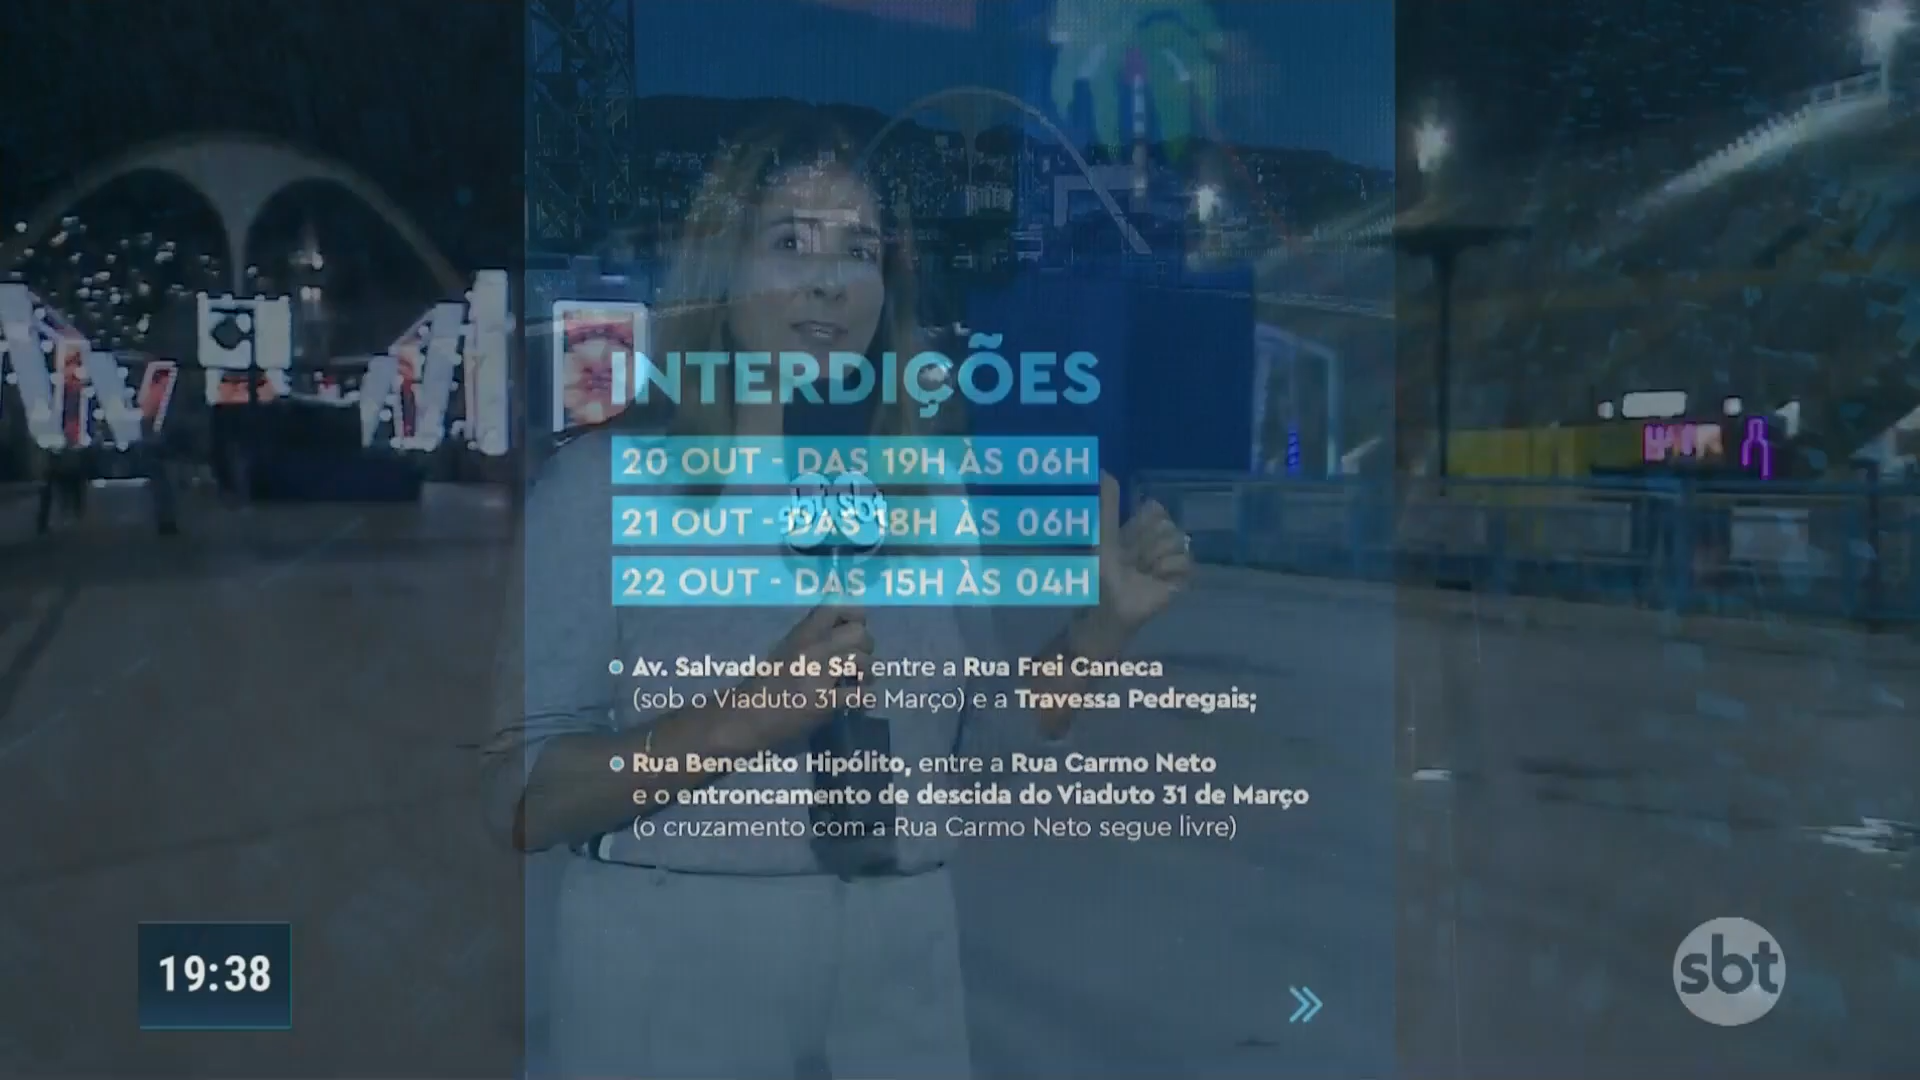 INTERDIÇÕES
20 OUT - DAS 19H ÀS 06H
21 OUT - DAS 18H ÀS 06H
22 OUT - DAS 15H ÀS 04H
sbt sbt
Av. Salvador de Sá, entre a Rua Frei Caneca
(sob o Viaduto 31 de Março) e a Travessa Pedregais;
Rua Benedito Hipólito, entre a Rua Carmo Neto
e o entroncamento de descida do Viaduto 31 de Março
(o cruzamento com a Rua Carmo Neto segue livre)
19:38
sbt